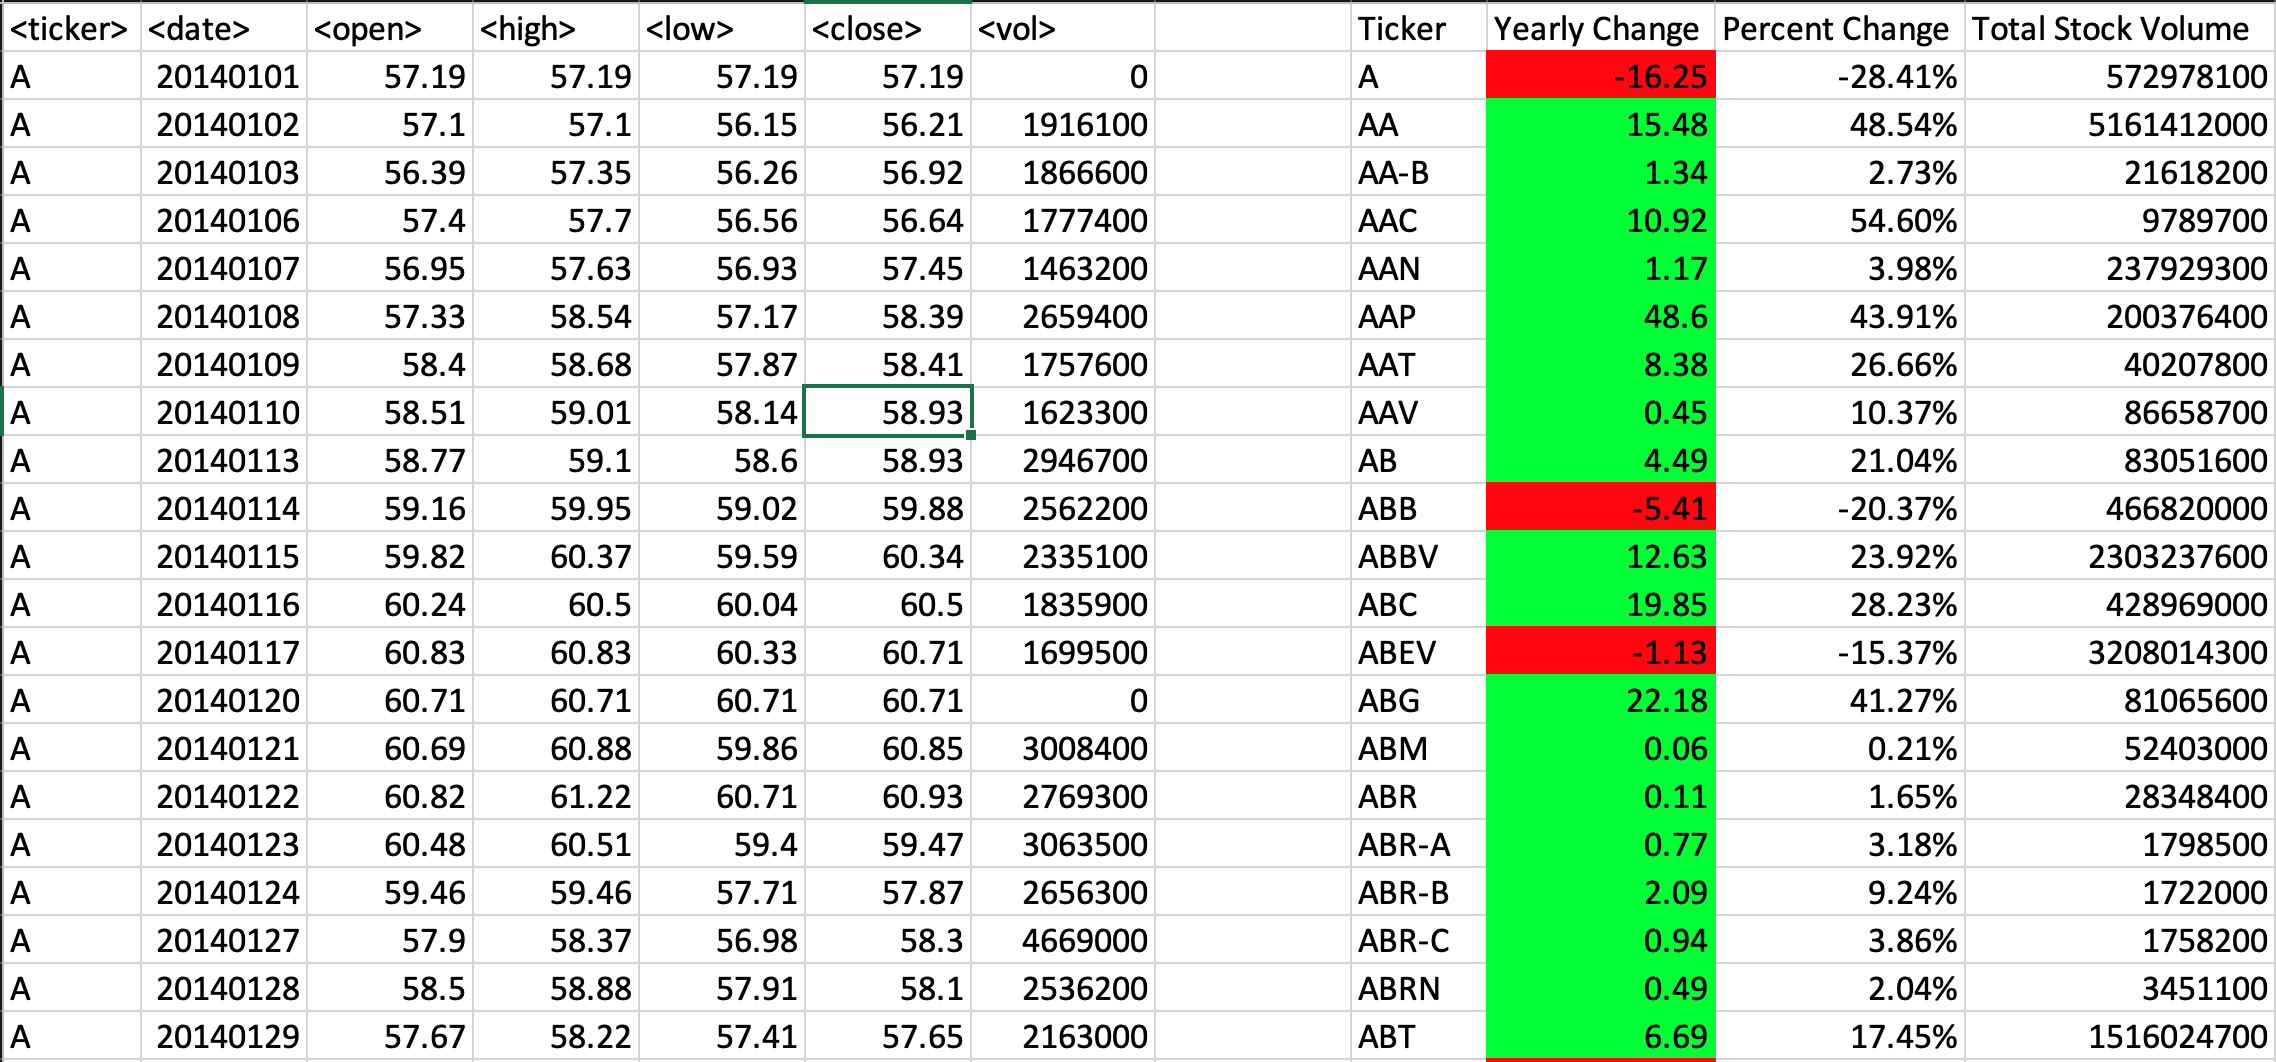 <ticker> <date> <open> <high> <low> <close> <vol> Ticker Yearly Change Percent Change Total Stock Volume
A 20140101 57.19 57.19 57.19 57.19 0 A -16.25 -28.41% 572978100
A 20140102 57.1 57.1 56.15 56.21 1916100 AA 15.48 48.54% 5161412000
A 20140103 56.39 57.35 56.26 56.92 1866600 AA-B 1.34 2.73% 21618200
A 20140106 57.4 57.7 56.56 56.64 1777400 AAC 10.92 54.60% 9789700
A 20140107 56.95 57.63 56.93 57.45 1463200 AAN 1.17 3.98% 237929300
A 20140108 57.33 58.54 57.17 58.39 2659400 AAP 48.6 43.91% 200376400
A 20140109 58.4 58.68 57.87 58.41 1757600 AAT 8.38 26.66% 40207800
A 20140110 58.51 59.01 58.14 58.93 1623300 AAV 0.45 10.37% 86658700
A 20140113 58.77 59.1 58.6 58.93 2946700 AB 4.49 21.04% 83051600
A 20140114 59.16 59.95 59.02 59.88 2562200 ABB -5.41 -20.37% 466820000
A 20140115 59.82 60.37 59.59 60.34 2335100 ABBV 12.63 23.92% 2303237600
A 20140116 60.24 60.5 60.04 60.5 1835900 ABC 19.85 28.23% 428969000
A 20140117 60.83 60.83 60.33 60.71 1699500 ABEV -1.13 -15.37% 3208014300
A 20140120 60.71 60.71 60.71 60.71 0 ABG 22.18 41.27% 81065600
A 20140121 60.69 60.88 59.86 60.85 3008400 ABM 0.06 0.21% 52403000
A 20140122 60.82 61.22 60.71 60.93 2769300 ABR 0.11 1.65% 28348400
A 20140123 60.48 60.51 59.4 59.47 3063500 ABR-A 0.77 3.18% 1798500
A 20140124 59.46 59.46 57.71 57.87 2656300 ABR-B 2.09 9.24% 1722000
A 20140127 57.9 58.37 56.98 58.3 4669000 ABR-C 0.94 3.86% 1758200
A 20140128 58.5 58.88 57.91 58.1 2536200 ABRN 0.49 2.04% 3451100
A 20140129 57.67 58.22 57.41 57.65 2163000 ABT 6.69 17.45% 1516024700